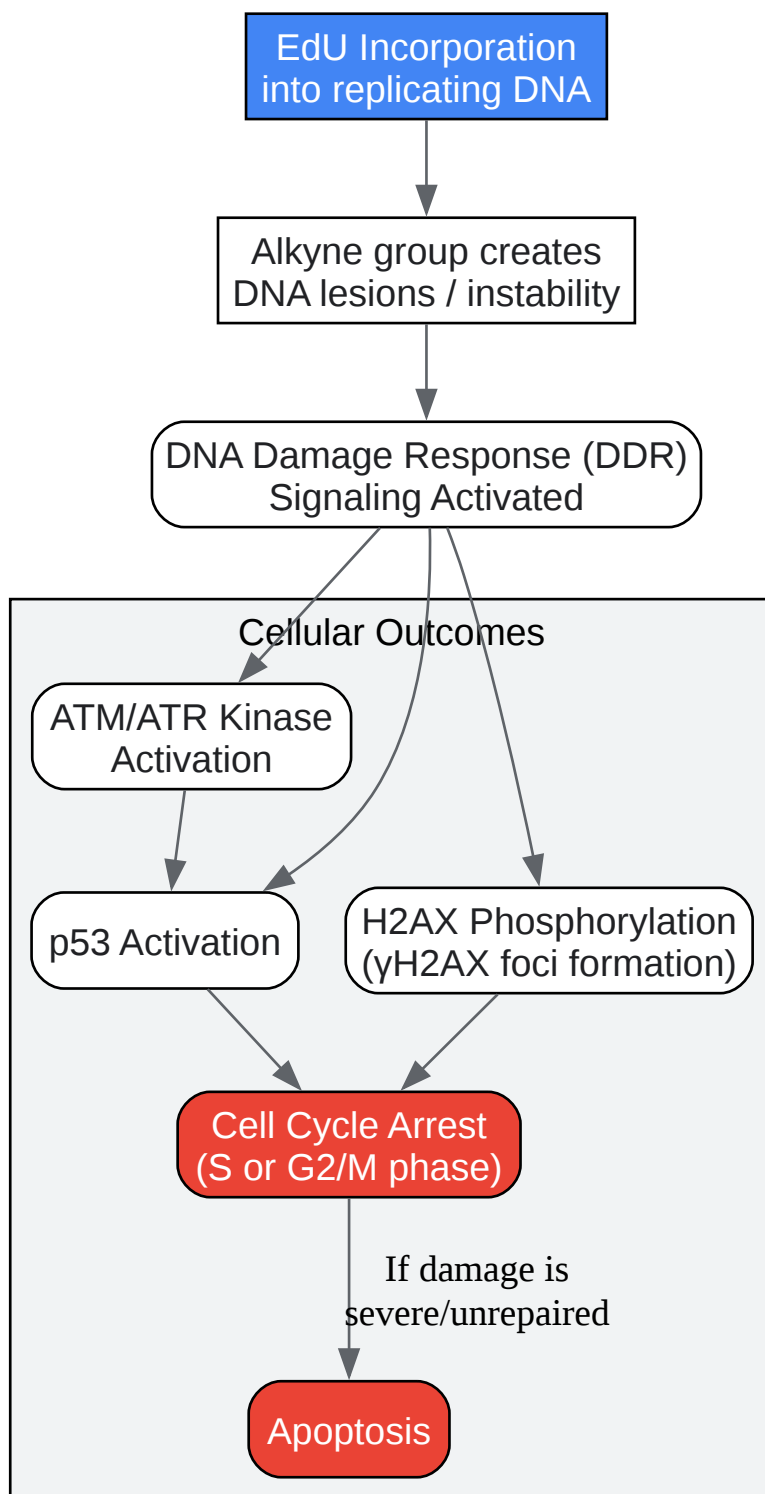 EdU Incorporation
into replicating DNA
Alkyne group creates
DNA lesions / instability
DNA Damage Response (DDR)
Signaling Activated
Cellular Outcomes
ATM/ATR Kinase
Activation
p53 Activation
H2AX Phosphorylation
(γH2AX foci formation)
Cell Cycle Arrest
(S or G2/M phase)
If damage is
severe/unrepaired
Apoptosis